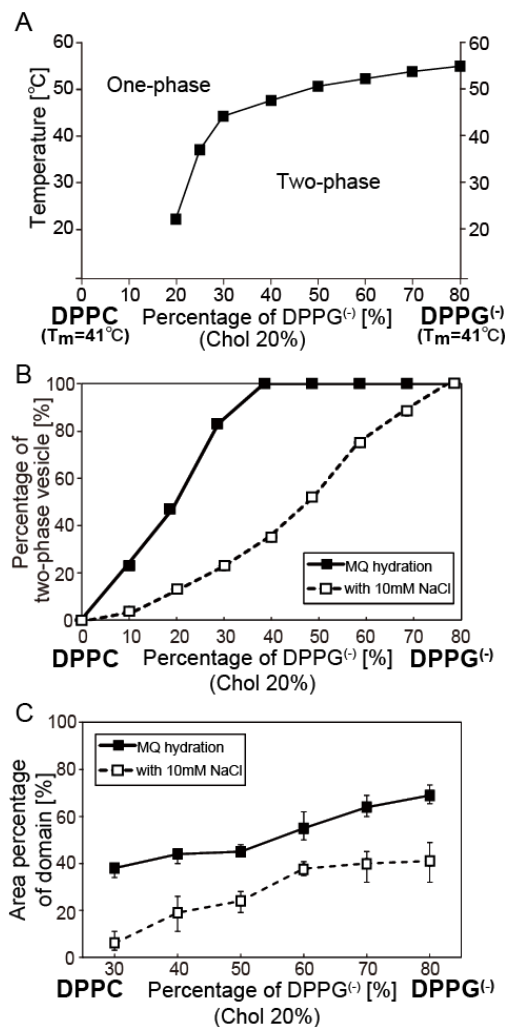 A
Temperature [°C]
60
50
40
30
20
60
50
40
30
20
One-phase
Two-phase
0
10
20
30
40
50
60
70
80
DPPC
(Tm=41°C)
Percentage of DPPG(-) [%]
(Chol 20%)
DPPG(-)
(Tm=41°C)
B
Percentage of
two-phase vesicle [%]
100
80
60
40
20
0
MQ hydration
with 10mM NaCl
0
10
20
30
40
50
60
70
80
DPPC
Percentage of DPPG(-) [%]
(Chol 20%)
DPPG(-)
C
Area percentage
of domain [%]
100
80
60
40
20
0
MQ hydration
with 10mM NaCl
30
40
50
60
70
80
DPPC
Percentage of DPPG(-) [%]
(Chol 20%)
DPPG(-)